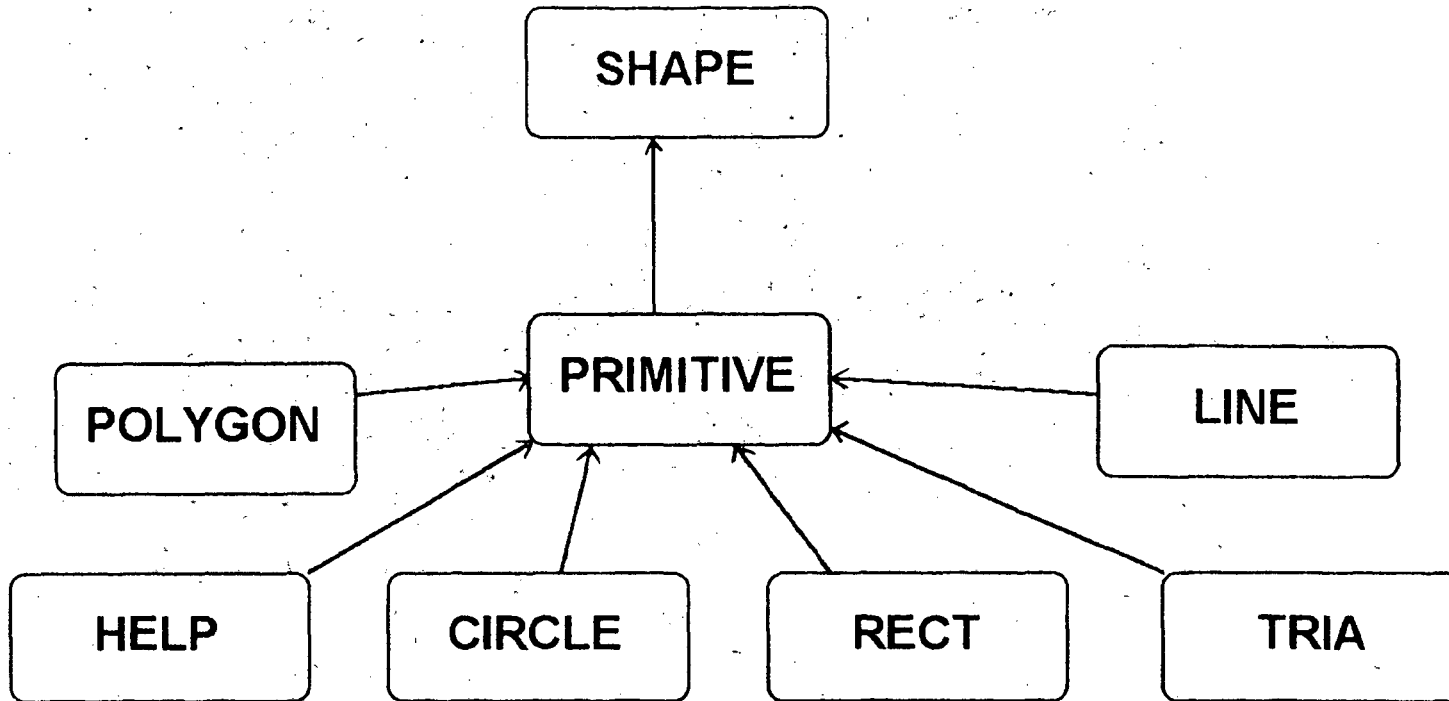 SHAPE
PRIMITIVE
POLYGON
LINE
HELP
CIRCLE
RECT
TRIA